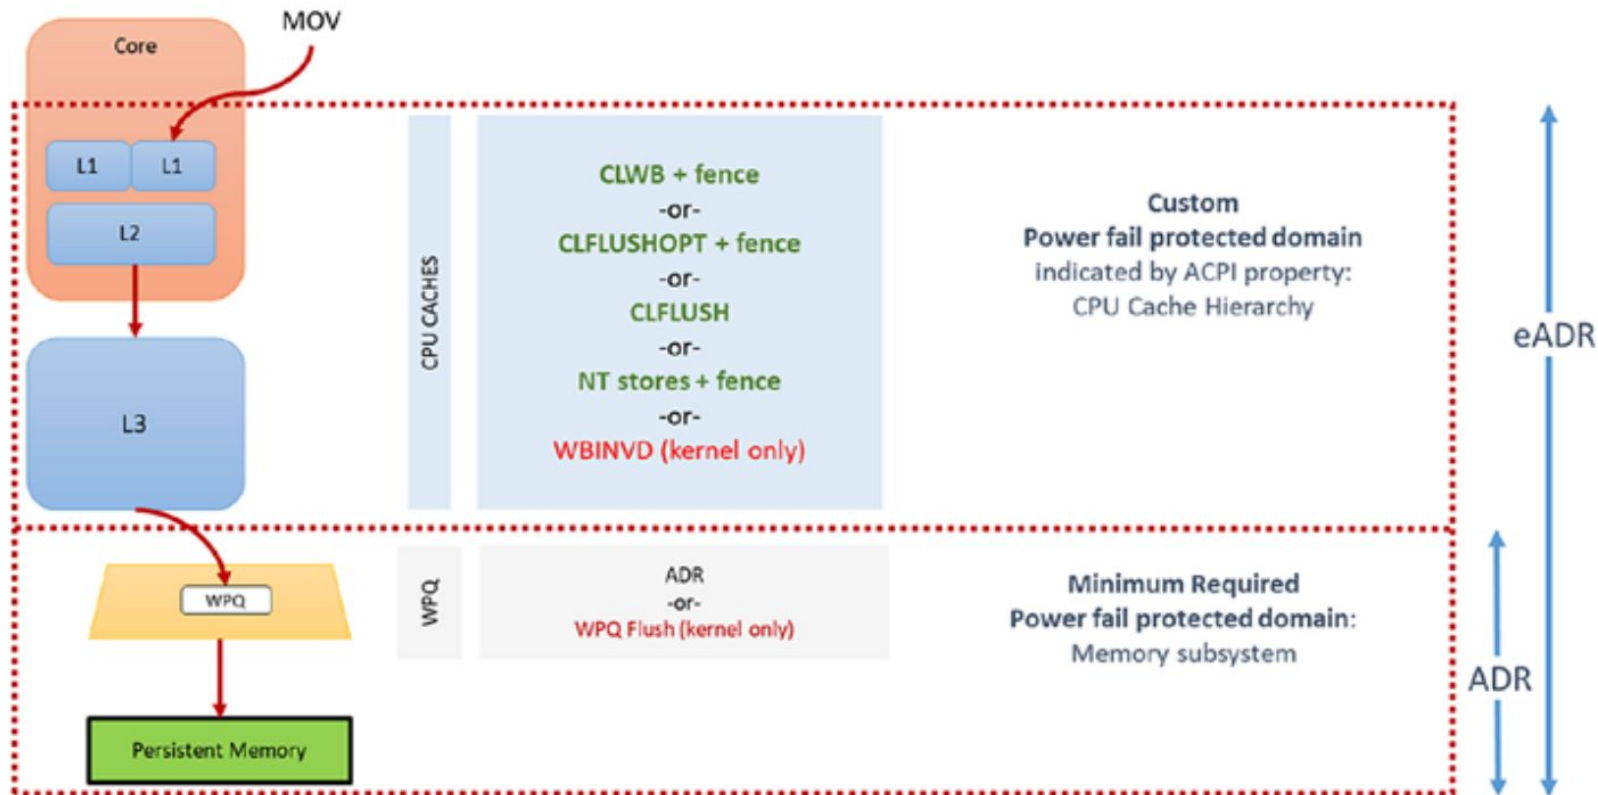 MOV
Core
L1
L1
L2
L3
CPU CACHES
CLWB + fence
-or-
CLFLUSHOPT + fence
-or-
CLFLUSH
-or-
NT stores + fence
-or-
WBINVD (kernel only)
Custom
Power fail protected domain
indicated by ACPI property:
CPU Cache Hierarchy
eADR
WPQ
Persistent Memory
WPQ
ADR
-or-
WPQ Flush (kernel only)
Minimum Required
Power fail protected domain:
Memory subsystem
ADR